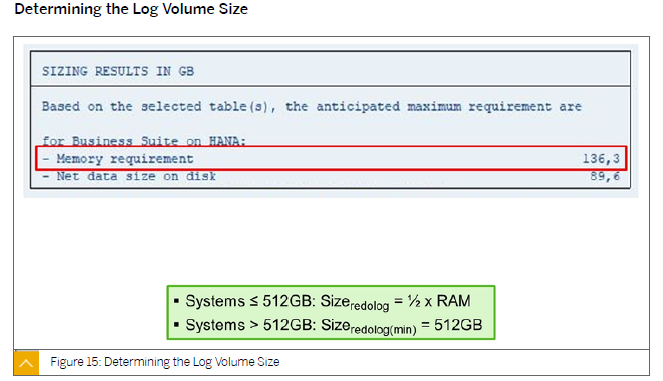 Determining the Log Volume Size
SIZING RESULTS IN GB
Based on the selected table(s), the anticipated maximum requirement are
for Business Suite on HANA:
- Memory requirement 136,3
- Net data size on disk 89,6
▪ Systems ≤ 512GB: Sizeredolog = ½ x RAM
▪ Systems > 512GB: Sizeredolog(min) = 512GB
Figure 15: Determining the Log Volume Size